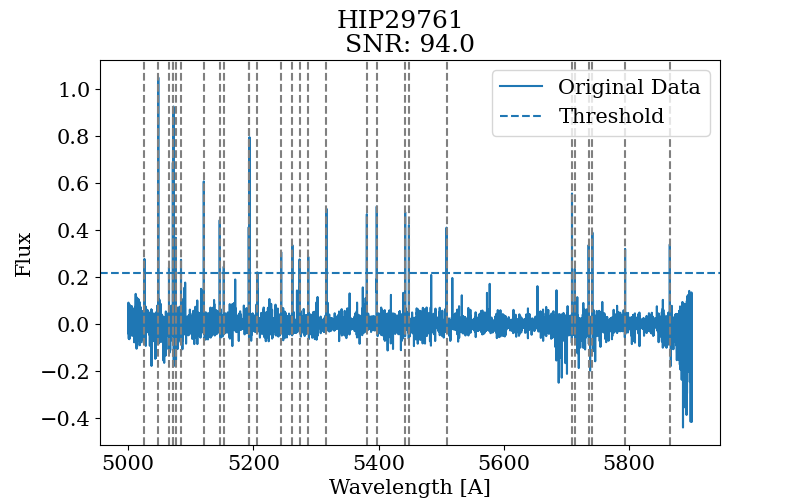 HIP29761
SNR: 94.0
Original Data
Threshold
1.0
0.8
0.6
0.4
0.2
0.0
−0.2
−0.4
Flux
5000
5200
5400
5600
5800
Wavelength [A]